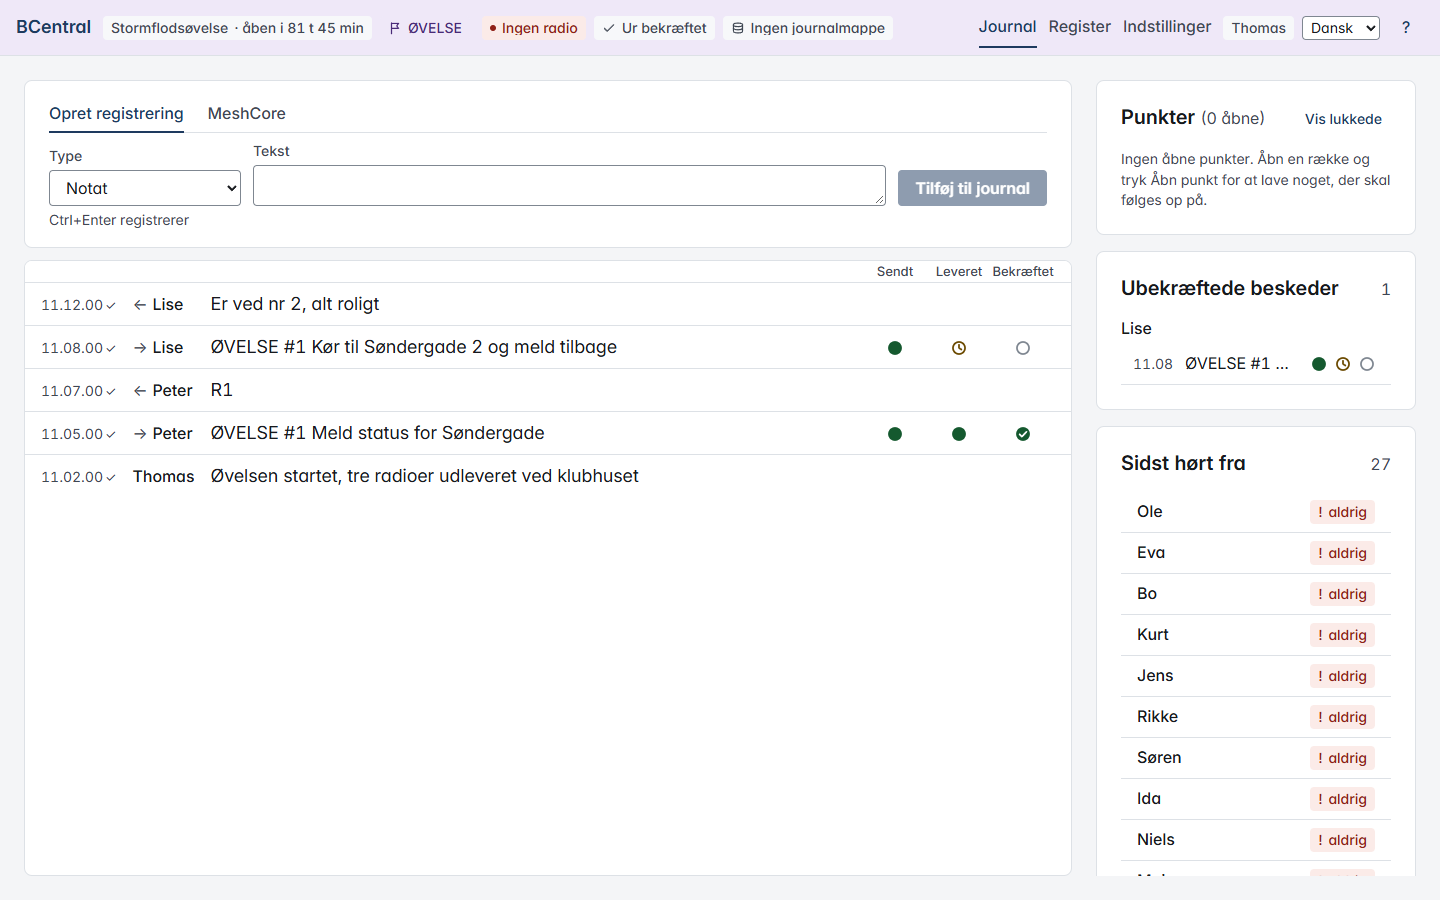 BCentral
Stormflodsøvelse · åben i 81 t 45 min
ØVELSE
Ingen radio
Ur bekræftet
Ingen journalmappe
Journal
Register
Indstillinger
Thomas
Dansk
?
Opret registrering
MeshCore
Type
Notat
Ctrl+Enter registrerer
Tekst
Tilføj til journal
Sendt Leveret Bekræftet
11.12.00 ← Lise Er ved nr 2, alt roligt
11.08.00 → Lise ØVELSE #1 Kør til Søndergade 2 og meld tilbage
11.07.00 ← Peter R1
11.05.00 → Peter ØVELSE #1 Meld status for Søndergade
11.02.00 Thomas Øvelsen startet, tre radioer udleveret ved klubhuset
Punkter (0 åbne) Vis lukkede
Ingen åbne punkter. Åbn en række og
tryk Åbn punkt for at lave noget, der skal
følges op på.
Ubekræftede beskeder 1
Lise
11.08 ØVELSE #1 ...
Sidst hørt fra 27
Ole ! aldrig
Eva ! aldrig
Bo ! aldrig
Kurt ! aldrig
Jens ! aldrig
Rikke ! aldrig
Søren ! aldrig
Ida ! aldrig
Niels ! aldrig